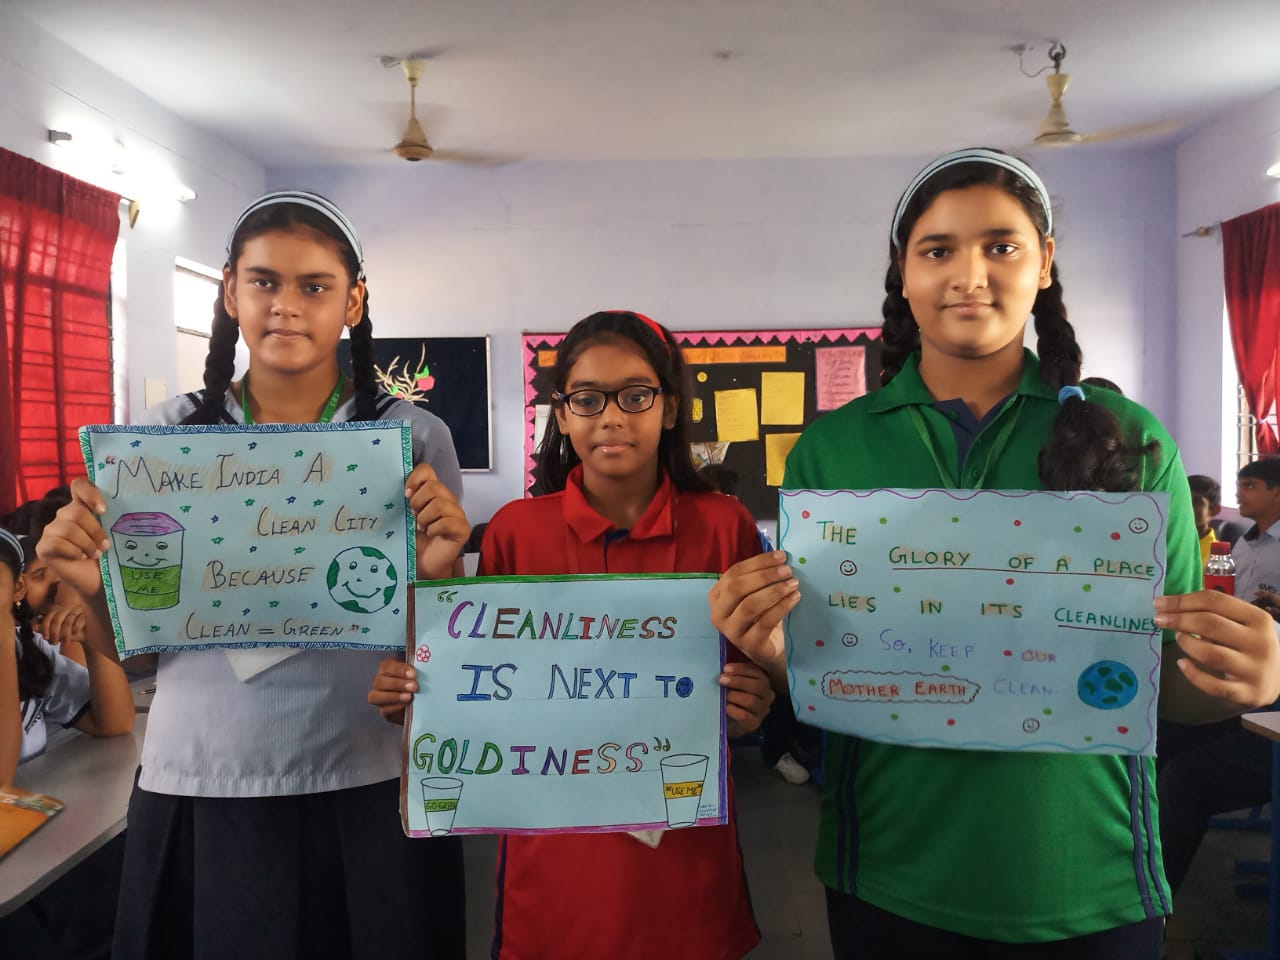 "MAKE INDIA A
CLEAN CITY
BECAUSE
CLEAN = GREEN"
USE
ME
"CLEANLINESS
IS NEXT TO
GOLDINESS"
GO GREEN
"USE ME"
THE
GLORY OF A PLACE
LIES IN ITS CLEANLINES
SO, KEEP OUR
MOTHER EARTH CLEAN.